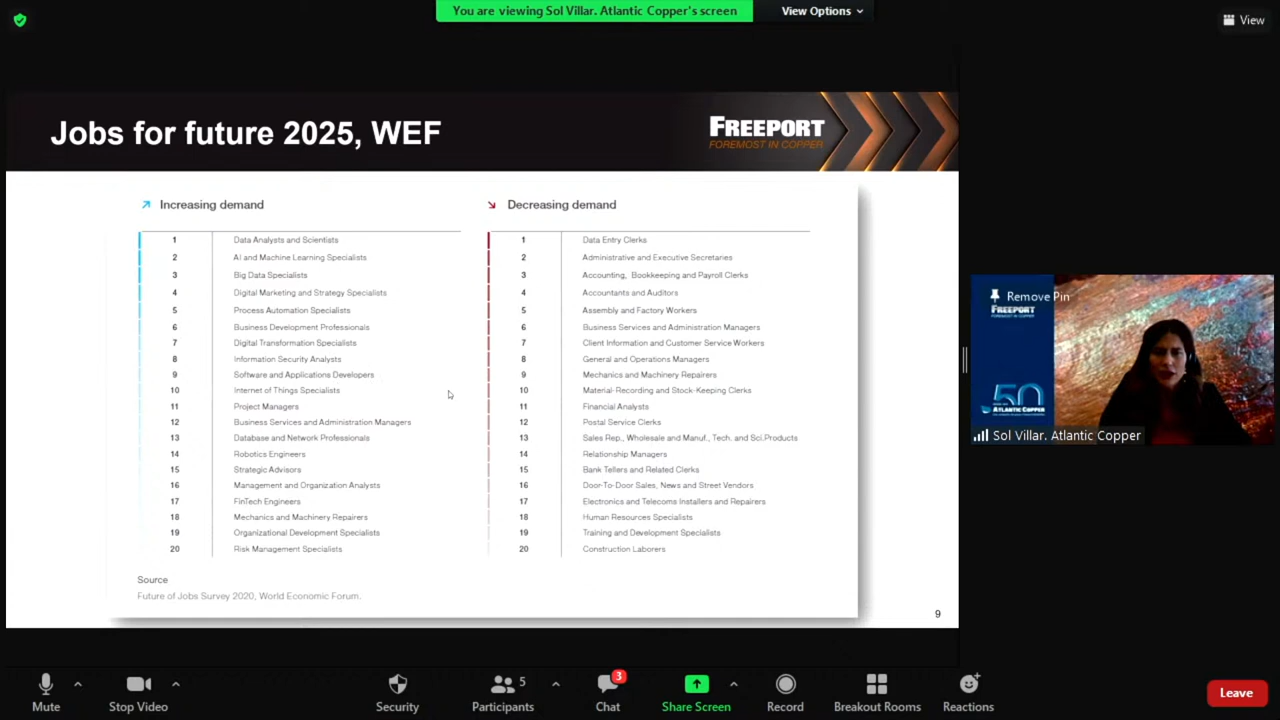 You are viewing Sol Villar. Atlantic Copper's screen
View Options
View
Jobs for future 2025, WEF
FREEPORT
FOREMOST IN COPPER
Increasing demand
1 Data Analysts and Scientists
2 AI and Machine Learning Specialists
3 Big Data Specialists
4 Digital Marketing and Strategy Specialists
5 Process Automation Specialists
6 Business Development Professionals
7 Digital Transformation Specialists
8 Information Security Analysts
9 Software and Applications Developers
10 Internet of Things Specialists
11 Project Managers
12 Business Services and Administration Managers
13 Database and Network Professionals
14 Robotics Engineers
15 Strategic Advisors
16 Management and Organization Analysts
17 FinTech Engineers
18 Mechanics and Machinery Repairers
19 Organizational Development Specialists
20 Risk Management Specialists
Decreasing demand
1 Data Entry Clerks
2 Administrative and Executive Secretaries
3 Accounting, Bookkeeping and Payroll Clerks
4 Accountants and Auditors
5 Assembly and Factory Workers
6 Business Services and Administration Managers
7 Client Information and Customer Service Workers
8 General and Operations Managers
9 Mechanics and Machinery Repairers
10 Material-Recording and Stock-Keeping Clerks
11 Financial Analysts
12 Postal Service Clerks
13 Sales Rep., Wholesale and Manuf., Tech. and Sci.Products
14 Relationship Managers
15 Bank Tellers and Related Clerks
16 Door-To-Door Sales, News and Street Vendors
17 Electronics and Telecoms Installers and Repairers
18 Human Resources Specialists
19 Training and Development Specialists
20 Construction Laborers
Source
Future of Jobs Survey 2020, World Economic Forum.
9
Remove Pin
FREEPORT
50
ATLANTIC COPPER
Sol Villar. Atlantic Copper
Mute
Stop Video
Security
5
Participants
3
Chat
Share Screen
Record
Breakout Rooms
Reactions
Leave